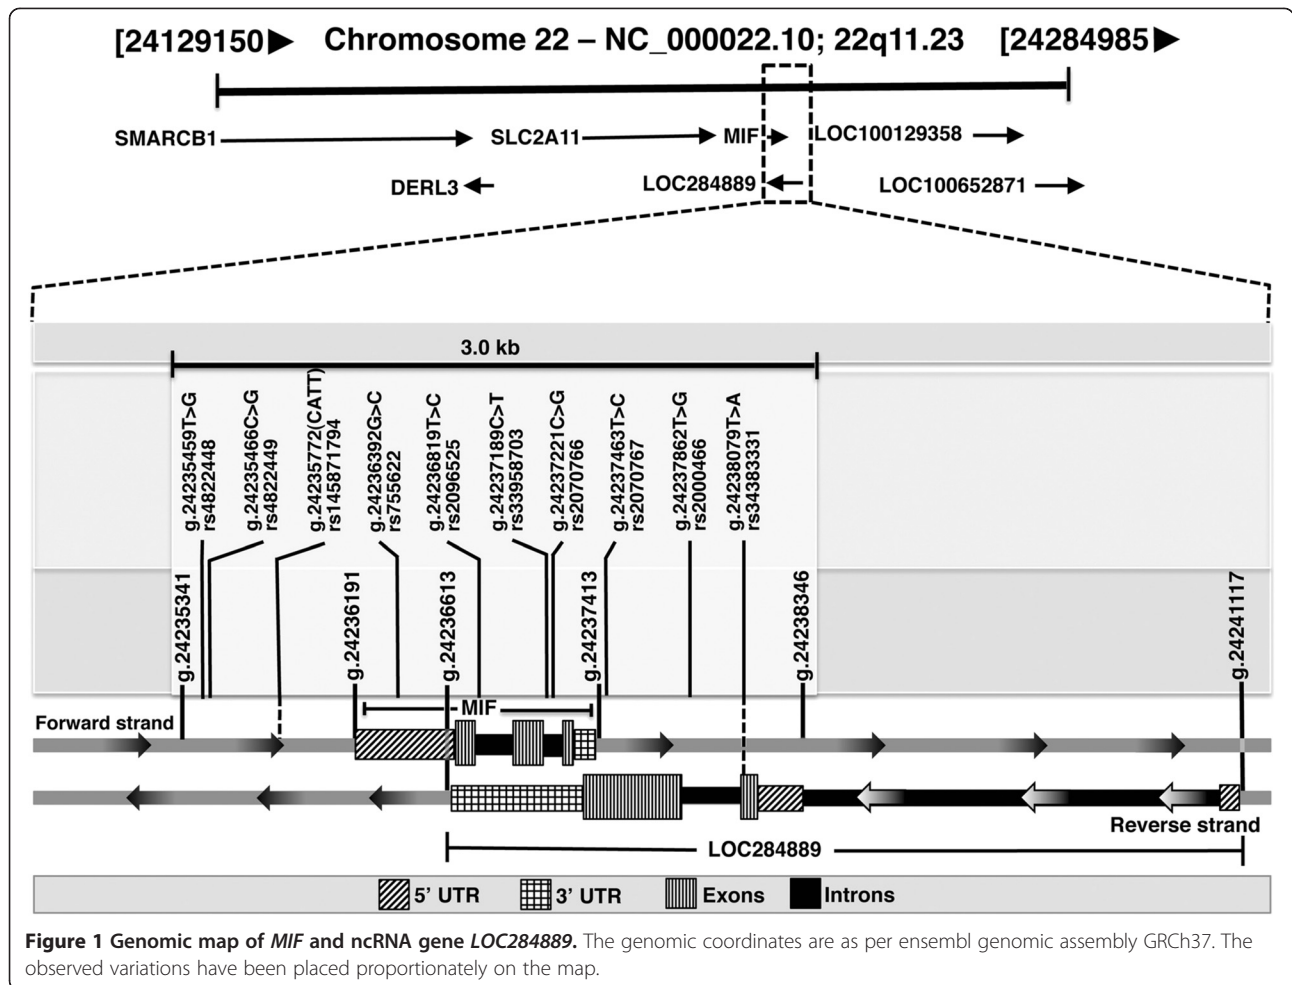 [24129150▶ Chromosome 22 – NC_000022.10; 22q11.23 [24284985▶
SMARCB1 SLC2A11 MIF LOC100129358
DERL3 LOC284889 LOC100652871
3.0 kb
g.24235459T>G
rs4822448
g.24235466C>G
rs4822449
g.24235772(CATT)
rs145871794
g.24236392G>C
rs755622
g.24236819T>C
rs2096525
g.24237189C>T
rs33958703
g.24237221C>G
rs2070766
g.24237463T>C
rs2070767
g.24237862T>G
rs2000466
g.24238079T>A
rs34383331
g.24235341
g.24236191
g.24236613
g.24237413
g.24238346
g.24241117
MIF
Forward strand
Reverse strand
LOC284889
5' UTR 3' UTR Exons Introns
Figure 1 Genomic map of MIF and ncRNA gene LOC284889. The genomic coordinates are as per ensembl genomic assembly GRCh37. The
observed variations have been placed proportionately on the map.